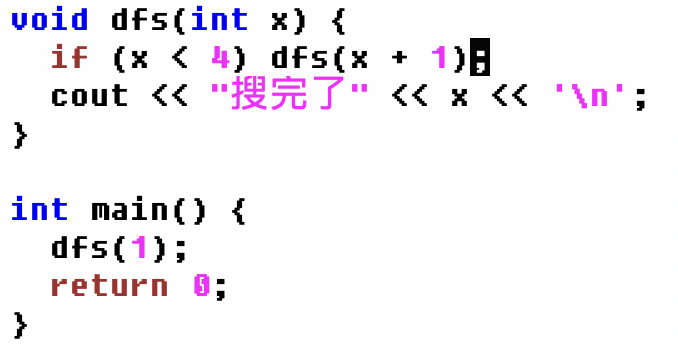 void dfs(int x) {
  if (x < 4) dfs(x + 1);
  cout << "搜完了" << x << '\n';
}

int main() {
  dfs(1);
  return 0;
}